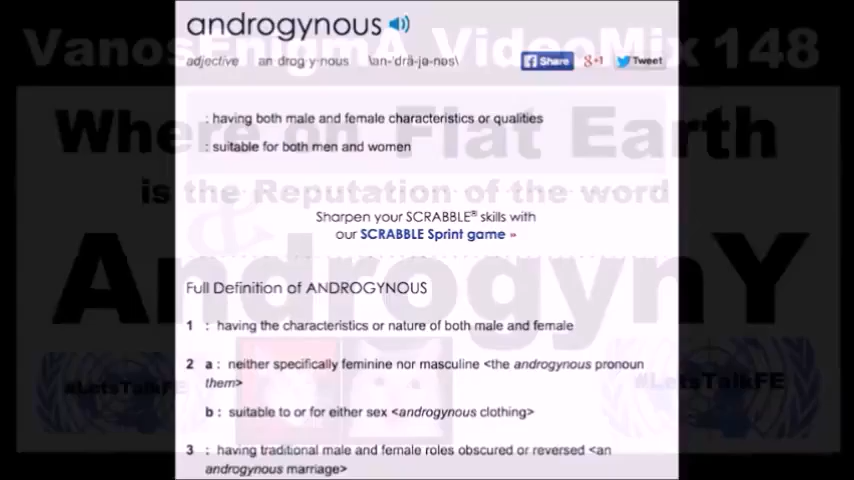 androgynous
VanosEnigmA VideoMix 148
adjective an·drog·y·nous \an-ˈdrä-jə-nəs\
Share +1 Tweet
: having both male and female characteristics or qualities
Where on Flat Earth
: suitable for both men and women
is the Reputation of the word
Sharpen your SCRABBLE® skills with
our SCRABBLE Sprint game »
&
AndrogynY
Full Definition of ANDROGYNOUS
1 : having the characteristics or nature of both male and female
2 a : neither specifically feminine nor masculine <the androgynous pronoun
them>
#LetsTalkFE #LetsTalkFE
b : suitable to or for either sex <androgynous clothing>
3 : having traditional male and female roles obscured or reversed <an
androgynous marriage>